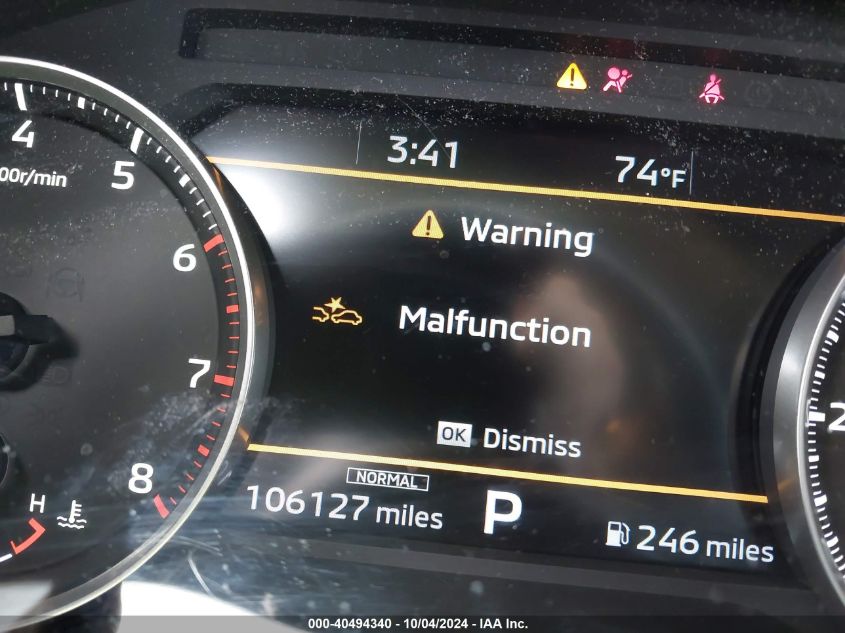 4
5
00r/min
6
7
8
H
3:41
74°F
Warning
Malfunction
OK Dismiss
NORMAL
106127 miles
P
246 miles
2
000-40494340 - 10/04/2024 - IAA Inc.